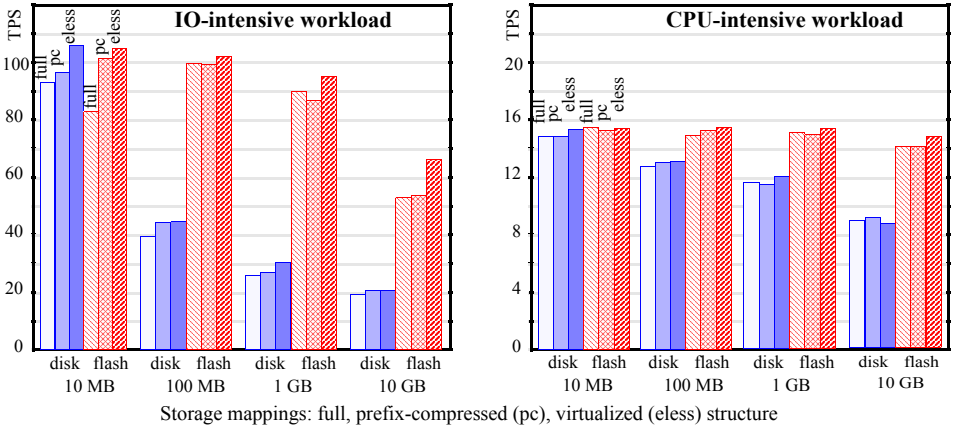 IO-intensive workload
TPS
100
80
60
40
20
0
full
pc
eless
full
pc
eless
disk flash disk flash disk flash disk flash
10 MB 100 MB 1 GB 10 GB
CPU-intensive workload
TPS
20
16
12
8
4
0
full
pc
eless
full
pc
eless
disk flash disk flash disk flash disk flash
10 MB 100 MB 1 GB 10 GB
Storage mappings: full, prefix-compressed (pc), virtualized (eless) structure